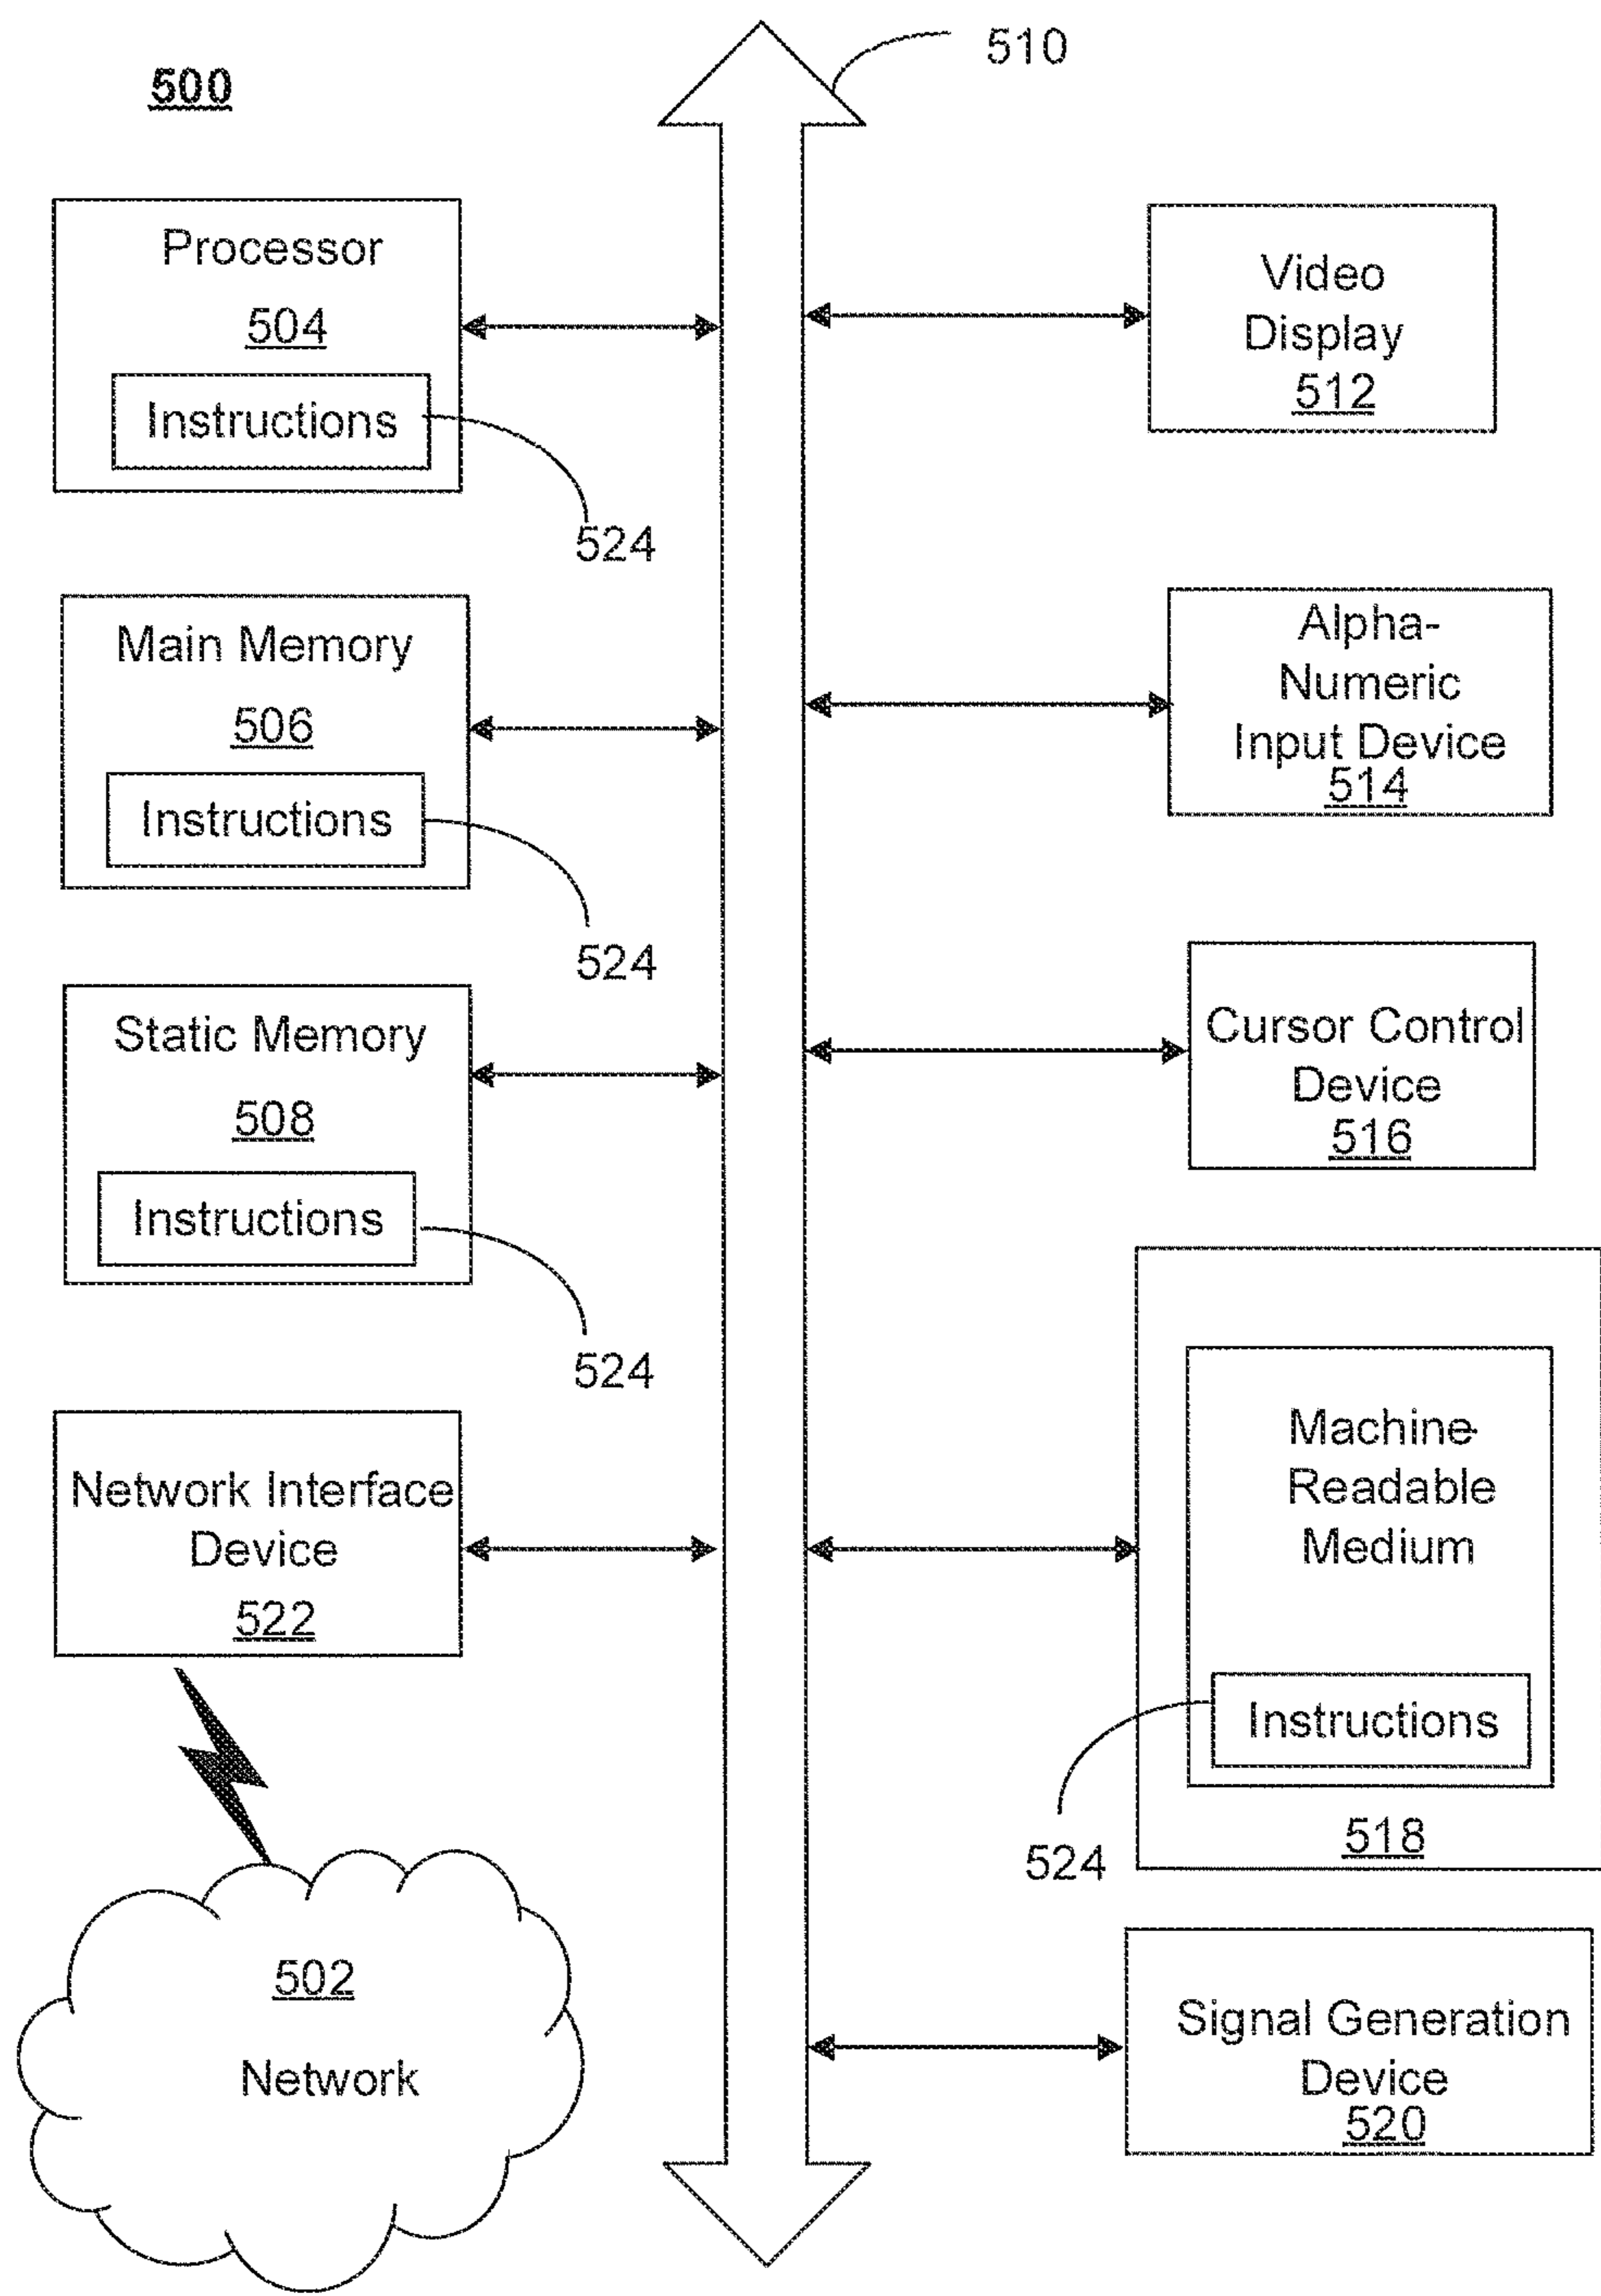 500
510
Processor
504
Instructions
524
Main Memory
506
Instructions
524
Static Memory
508
Instructions
524
Network Interface
Device
522
502
Network
Video
Display
512
Alpha-
Numeric
Input Device
514
Cursor Control
Device
516
Machine-
Readable
Medium
Instructions
524
518
Signal Generation
Device
520